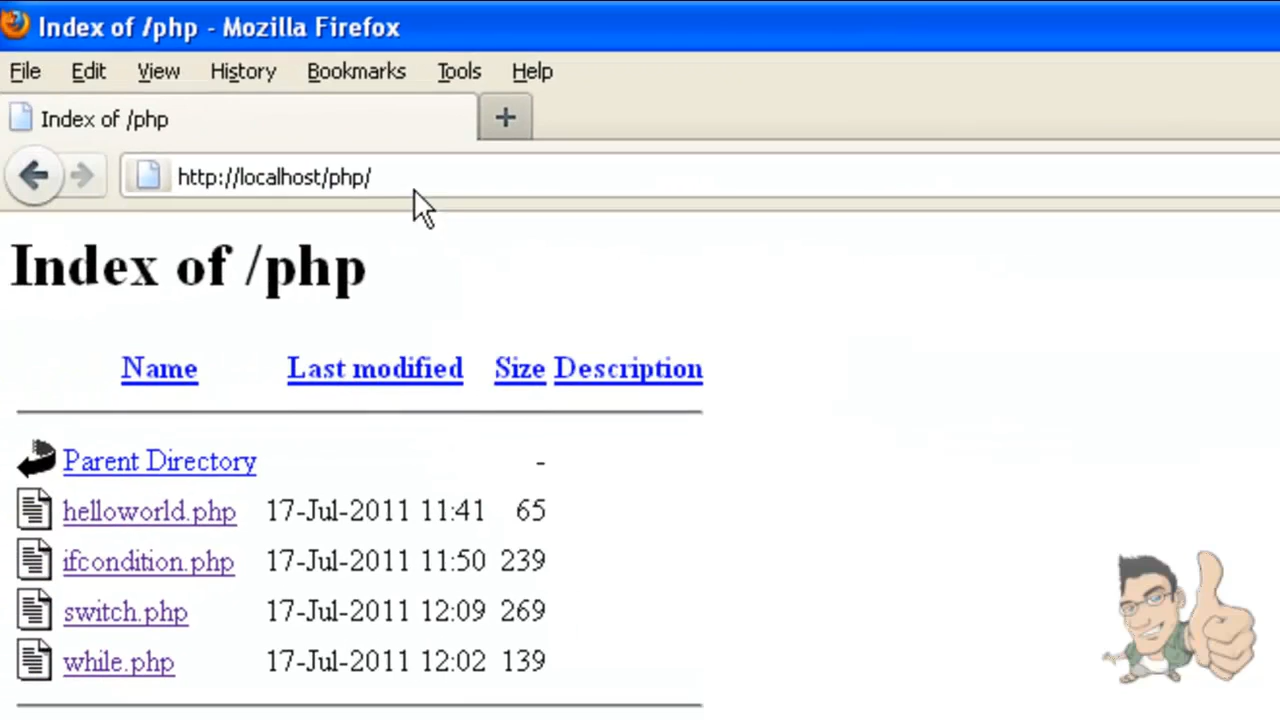 Index of /php - Mozilla Firefox
File Edit View History Bookmarks Tools Help
Index of /php
http://localhost/php/
Index of /php
Name Last modified Size Description
Parent Directory -
helloworld.php 17-Jul-2011 11:41 65
ifcondition.php 17-Jul-2011 11:50 239
switch.php 17-Jul-2011 12:09 269
while.php 17-Jul-2011 12:02 139